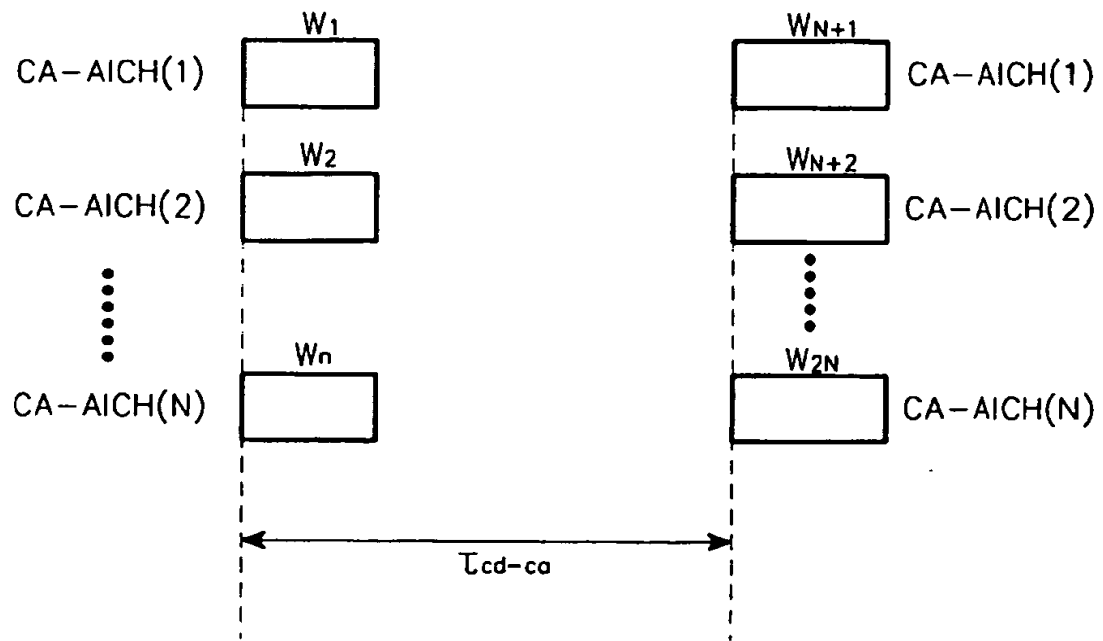 W1 WN+1
CA-AICH(1) CA-AICH(1)
W2 WN+2
CA-AICH(2) CA-AICH(2)
Wn W2N
CA-AICH(N) CA-AICH(N)
τcd-ca